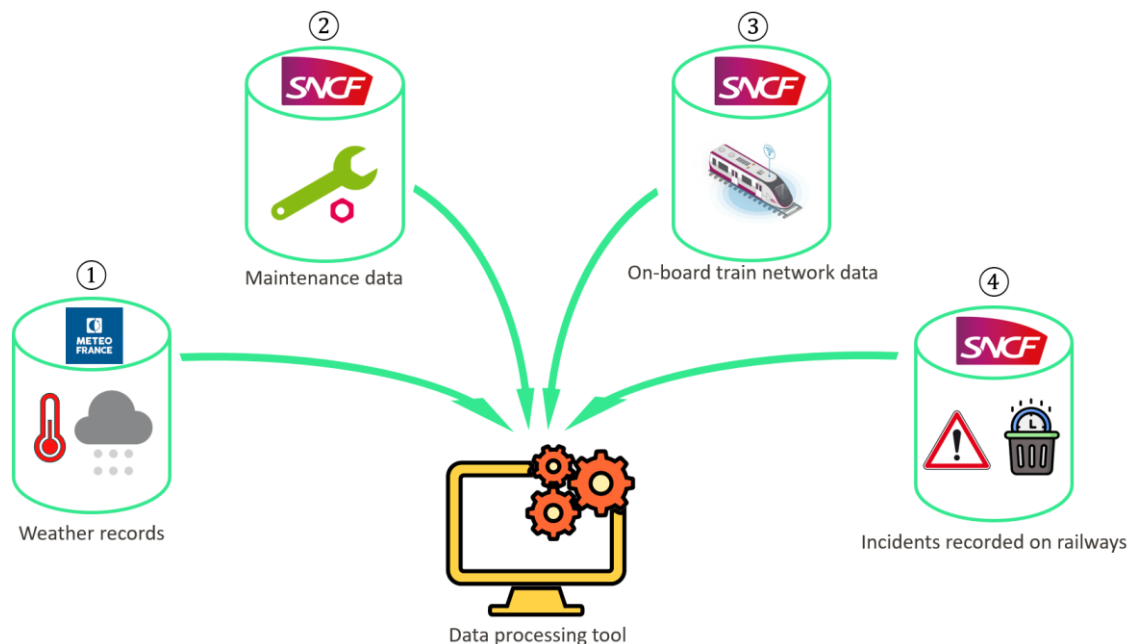 ②
SNCF
Maintenance data
③
SNCF
On-board train network data
①
METEO
FRANCE
Weather records
④
SNCF
Incidents recorded on railways
Data processing tool